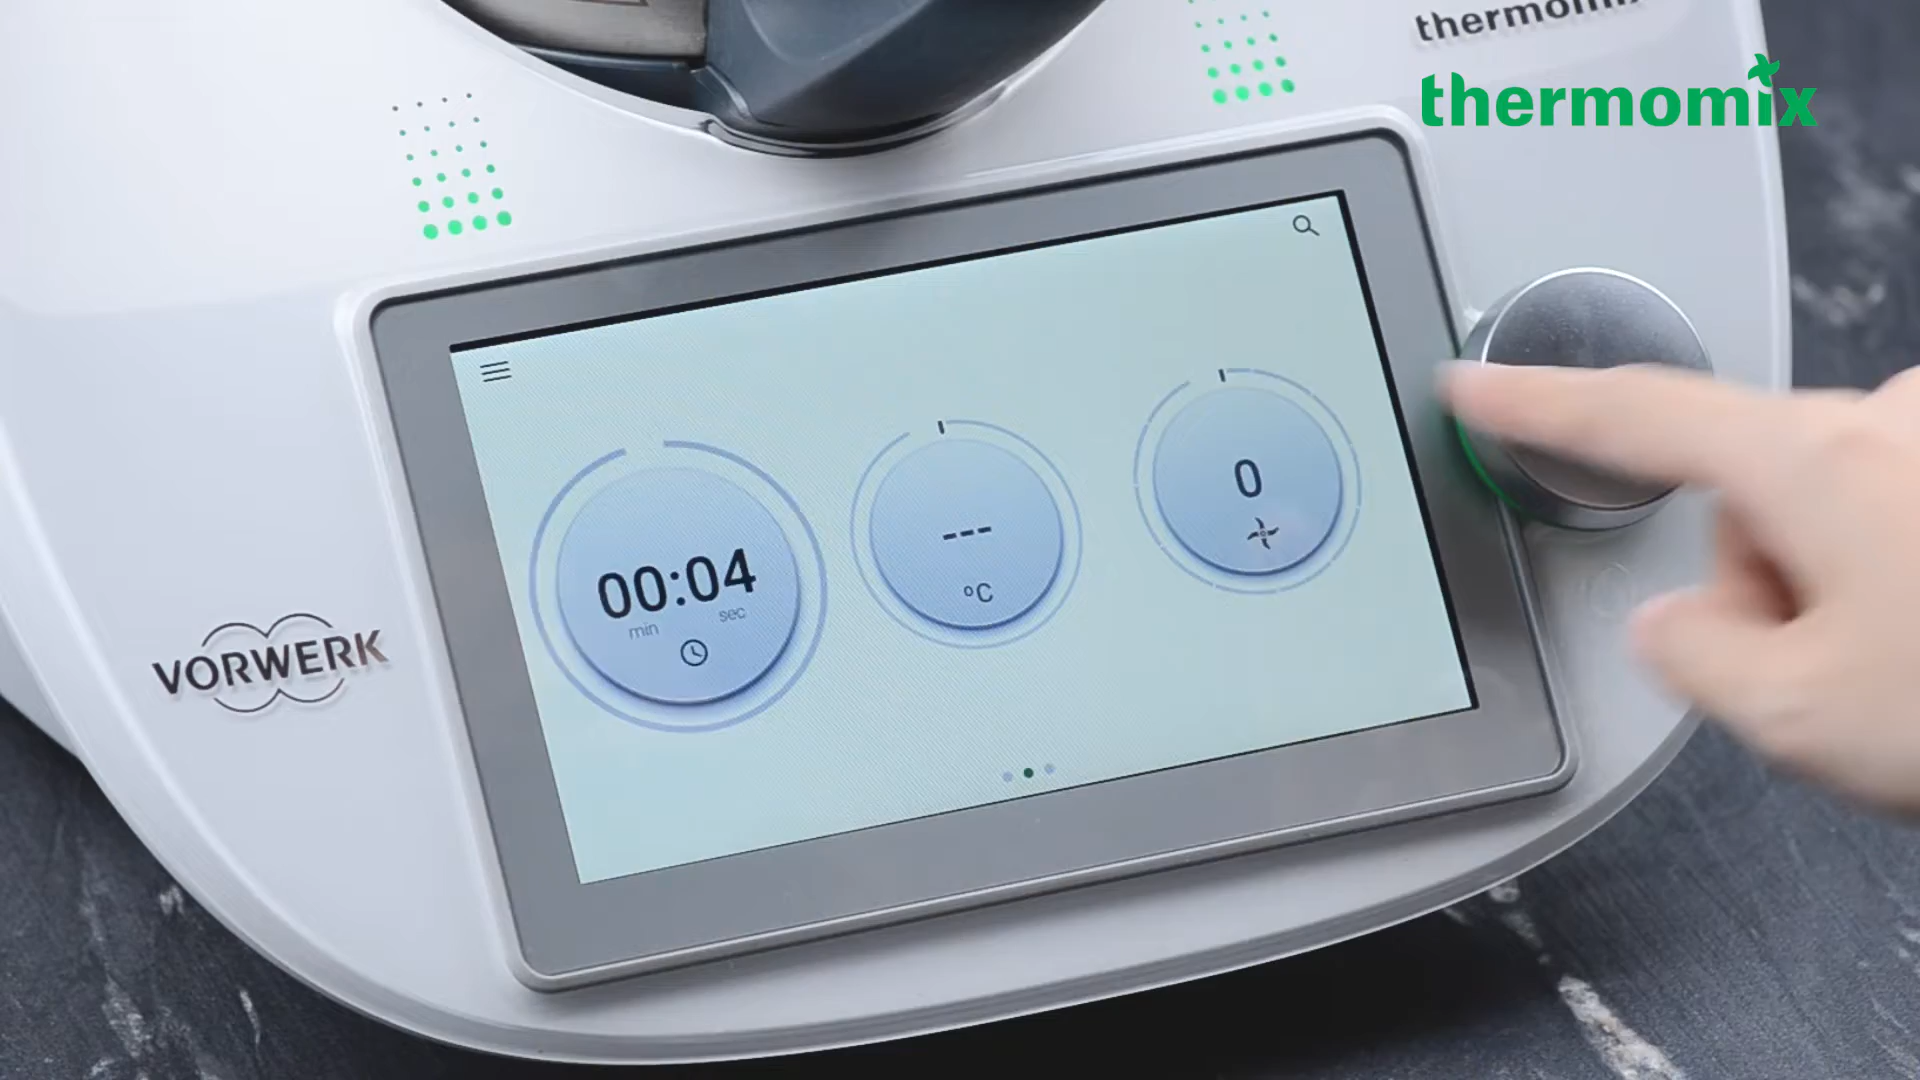 thermomix
thermomix
00:04
min
sec
---
°C
0
VORWERK